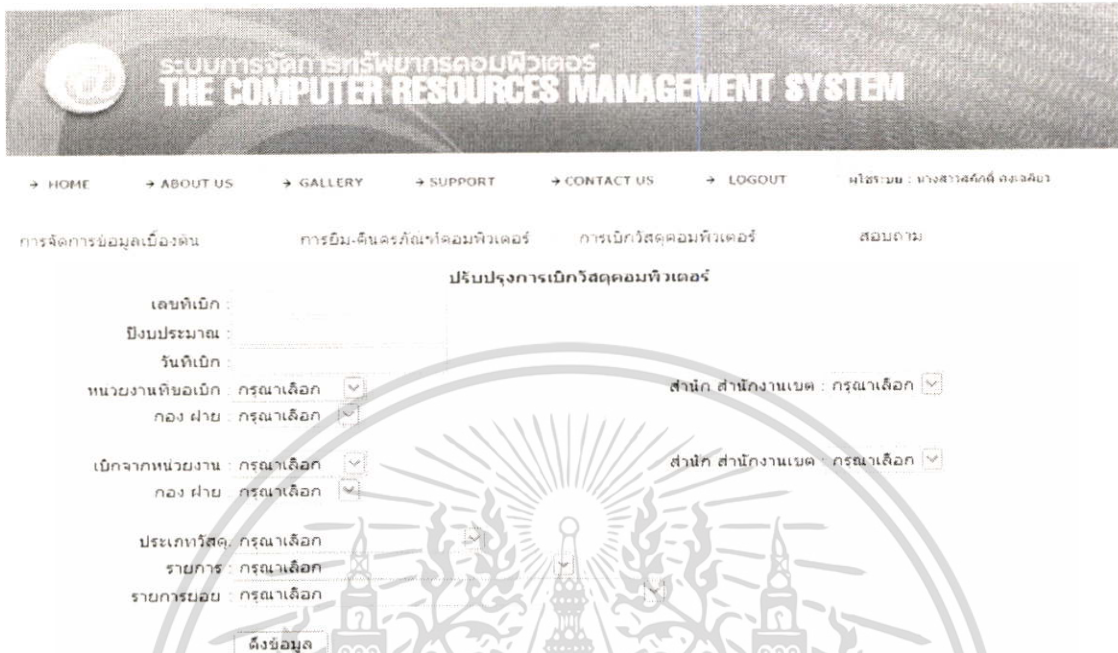 ระบบการจัดการทรัพยากรคอมพิวเตอร์
THE COMPUTER RESOURCES MANAGEMENT SYSTEM
→ HOME → ABOUT US → GALLERY → SUPPORT → CONTACT US → LOGOUT ผู้ใช้ระบบ : นางสาวศักดิ์
การจัดการข้อมูลเบื้องต้น การยืม-คืนครุภัณฑ์คอมพิวเตอร์ การเบิกวัสดุคอมพิวเตอร์ สอบถาม
ปรับปรุงการเบิกวัสดุคอมพิวเตอร์
เลขที่เบิก :
ปีงบประมาณ :
วันที่เบิก :
หน่วยงานที่ขอเบิก : กรุณาเลือก สำนัก สำนักงานเขต : กรุณาเลือก
กอง ฝ่าย : กรุณาเลือก
เบิกจากหน่วยงาน : กรุณาเลือก สำนัก สำนักงานเขต : กรุณาเลือก
กอง ฝ่าย : กรุณาเลือก
ประเภทวัสดุ : กรุณาเลือก
รายการ : กรุณาเลือก
รายการย่อย : กรุณาเลือก
ดึงข้อมูล